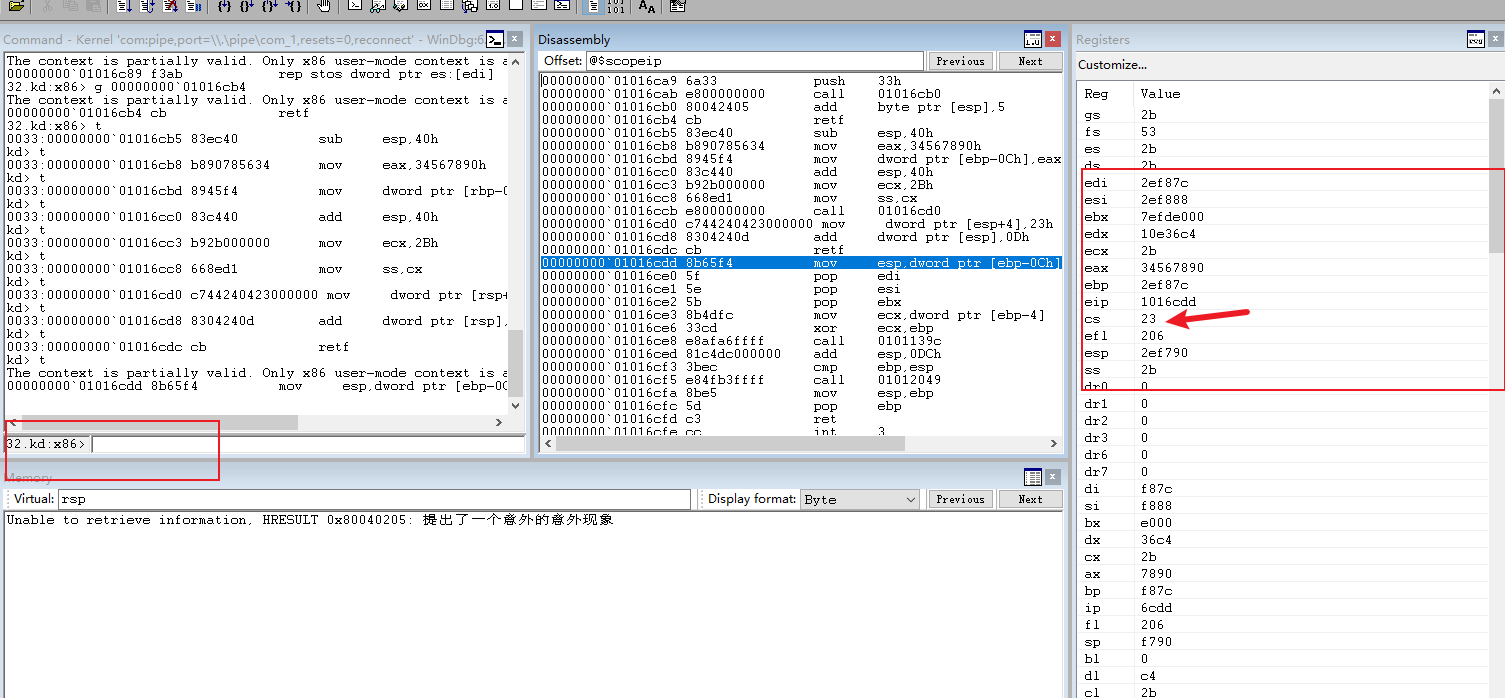 Command - Kernel 'com:pipe,port=\\.\pipe\com_1,resets=0,reconnect' - WinDbg:6
The context is partially valid. Only x86 user-mode context is a
00000000`01016c89 f3ab rep stos dword ptr es:[edi]
32.kd:x86> g 00000000`01016cb4
The context is partially valid. Only x86 user-mode context is a
00000000`01016cb4 cb retf
32.kd:x86> t
0033:00000000`01016cb5 83ec40 sub esp,40h
kd> t
0033:00000000`01016cb8 b890785634 mov eax,34567890h
kd> t
0033:00000000`01016cbd 8945f4 mov dword ptr [rbp-0
kd> t
0033:00000000`01016cc0 83c440 add esp,40h
kd> t
0033:00000000`01016cc3 b92b000000 mov ecx,2Bh
kd> t
0033:00000000`01016cc8 668ed1 mov ss,cx
kd> t
0033:00000000`01016cd0 c744240423000000 mov dword ptr [rsp+
kd> t
0033:00000000`01016cd8 8304240d add dword ptr [rsp],
kd> t
0033:00000000`01016cdc cb retf
kd> t
The context is partially valid. Only x86 user-mode context is a
00000000`01016cdd 8b65f4 mov esp,dword ptr [ebp-0C
32.kd:x86>
Disassembly
Offset: @$scopeip Previous Next
00000000`01016ca9 6a33 push 33h
00000000`01016cab e800000000 call 01016cb0
00000000`01016cb0 80042405 add byte ptr [esp],5
00000000`01016cb4 cb retf
00000000`01016cb5 83ec40 sub esp,40h
00000000`01016cb8 b890785634 mov eax,34567890h
00000000`01016cbd 8945f4 mov dword ptr [ebp-0Ch],eax
00000000`01016cc0 83c440 add esp,40h
00000000`01016cc3 b92b000000 mov ecx,2Bh
00000000`01016cc8 668ed1 mov ss,cx
00000000`01016ccb e800000000 call 01016cd0
00000000`01016cd0 c744240423000000 mov dword ptr [esp+4],23h
00000000`01016cd8 8304240d add dword ptr [esp],0Dh
00000000`01016cdc cb retf
00000000`01016cdd 8b65f4 mov esp,dword ptr [ebp-0Ch]
00000000`01016ce0 5f pop edi
00000000`01016ce1 5e pop esi
00000000`01016ce2 5b pop ebx
00000000`01016ce3 8b4dfc mov ecx,dword ptr [ebp-4]
00000000`01016ce6 33cd xor ecx,ebp
00000000`01016ce8 e8afa6ffff call 0101139c
00000000`01016ced 81c4dc000000 add esp,0DCh
00000000`01016cf3 3bec cmp ebp,esp
00000000`01016cf5 e84fb3ffff call 01012049
00000000`01016cfa 8be5 mov esp,ebp
00000000`01016cfc 5d pop ebp
00000000`01016cfd c3 ret
00000000`01016cfe cc int 3
Memory
Virtual: rsp Display format: Byte Previous Next
Unable to retrieve information, HRESULT 0x80040205: 提出了一个意外的意外现象
Registers
Customize...
Reg Value
gs 2b
fs 53
es 2b
ds 2b
edi 2ef87c
esi 2ef888
ebx 7efde000
edx 10e36c4
ecx 2b
eax 34567890
ebp 2ef87c
eip 1016cdd
cs 23
efl 206
esp 2ef790
ss 2b
dr0 0
dr1 0
dr2 0
dr3 0
dr6 0
dr7 0
di f87c
si f888
bx e000
dx 36c4
cx 2b
ax 7890
bp f87c
ip 6cdd
fl 206
sp f790
bl 0
dl c4
cl 2b